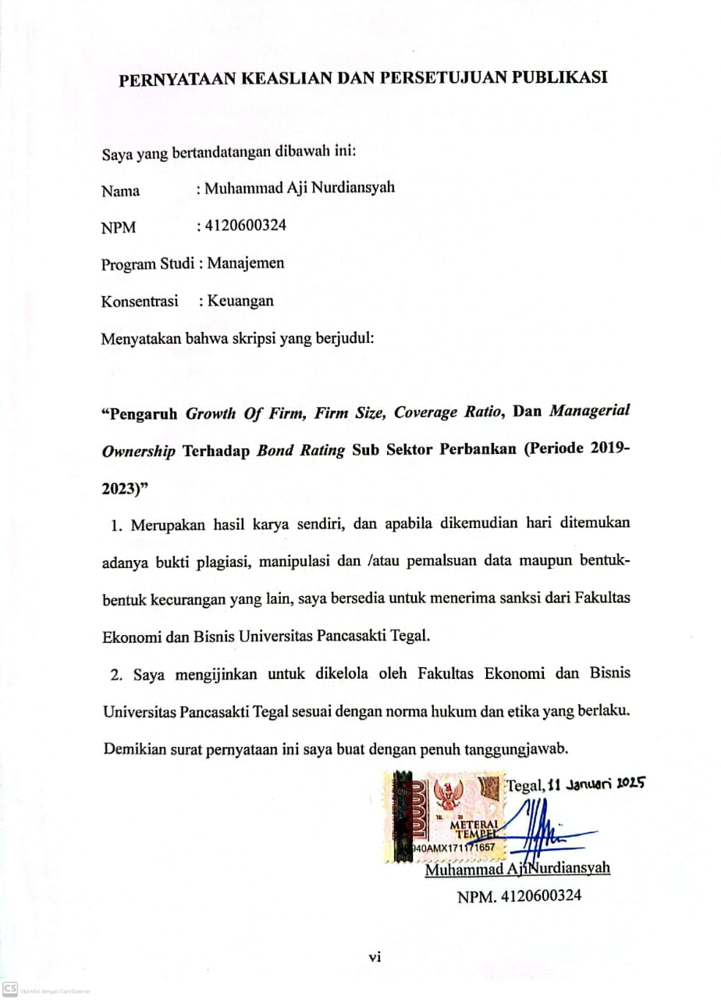 PERNYATAAN KEASLIAN DAN PERSETUJUAN PUBLIKASI
Saya yang bertandatangan dibawah ini:
Nama : Muhammad Aji Nurdiansyah
NPM : 4120600324
Program Studi : Manajemen
Konsentrasi : Keuangan
Menyatakan bahwa skripsi yang berjudul:
“Pengaruh Growth Of Firm, Firm Size, Coverage Ratio, Dan Managerial
Ownership Terhadap Bond Rating Sub Sektor Perbankan (Periode 2019-
2023)”
1. Merupakan hasil karya sendiri, dan apabila dikemudian hari ditemukan
adanya bukti plagiasi, manipulasi dan /atau pemalsuan data maupun bentuk-
bentuk kecurangan yang lain, saya bersedia untuk menerima sanksi dari Fakultas
Ekonomi dan Bisnis Universitas Pancasakti Tegal.
2. Saya mengijinkan untuk dikelola oleh Fakultas Ekonomi dan Bisnis
Universitas Pancasakti Tegal sesuai dengan norma hukum dan etika yang berlaku.
Demikian surat pernyataan ini saya buat dengan penuh tanggungjawab.
Tegal, 11 Januari 2025
10000
TGL. 20
METERAI
TEMPEL
940AMX171171657
Muhammad Aji Nurdiansyah
NPM. 4120600324
vi
CS Dipindai dengan CamScanner